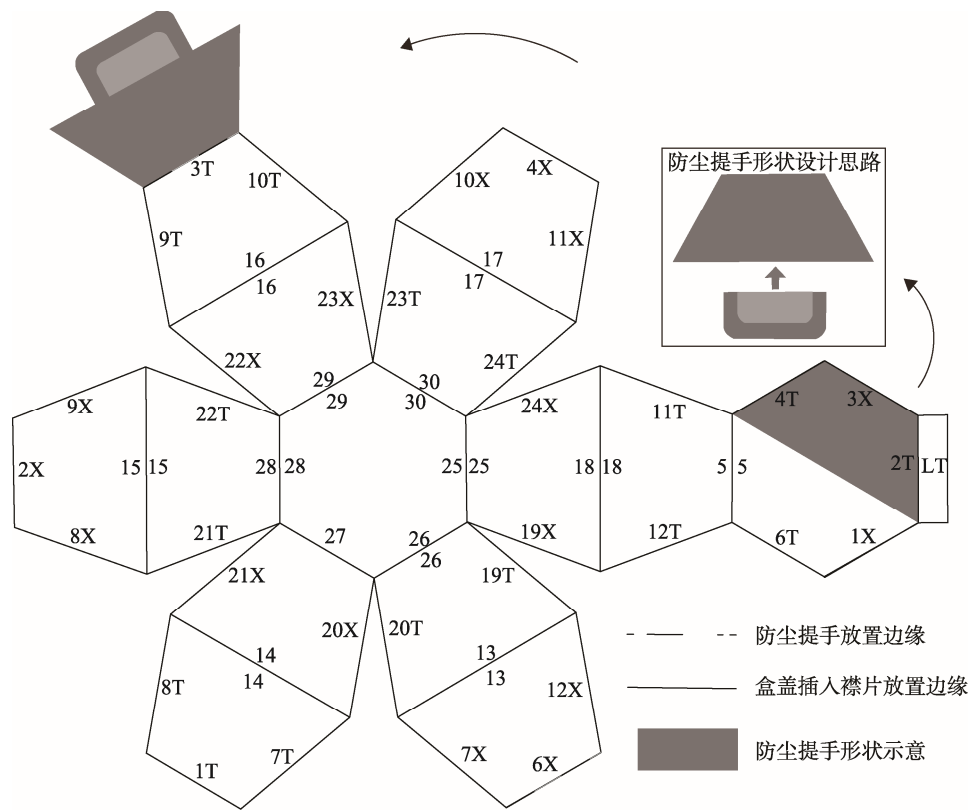 3T
10T
9T
16
16
23X
22X
10X
4X
11X
17
17
23T
24T
防尘提手形状设计思路
29
29
30
30
9X
22T
2X
15
15
28
28
8X
21T
24X
11T
25
25
18
18
5
5
19X
12T
4T
3X
2T
LT
6T
1X
27
26
26
21X
20X
14
14
8T
1T
7T
20T
19T
13
13
12X
7X
6X
防尘提手放置边缘
盒盖插入襟片放置边缘
防尘提手形状示意